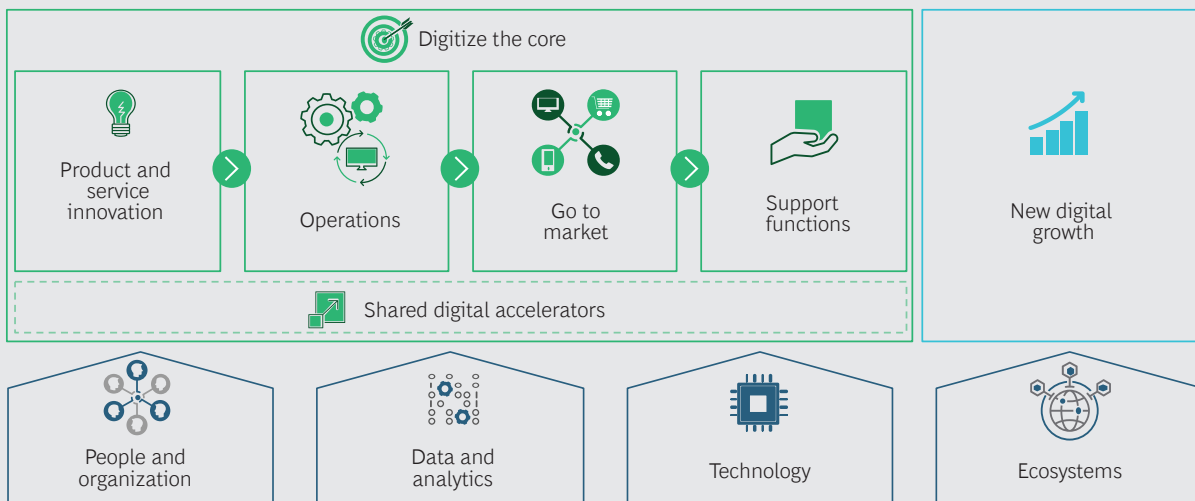 Digitize the core
Product and
service
innovation
Operations
Go to
market
Support
functions
New digital
growth
Shared digital accelerators
People and
organization
Data and
analytics
Technology
Ecosystems